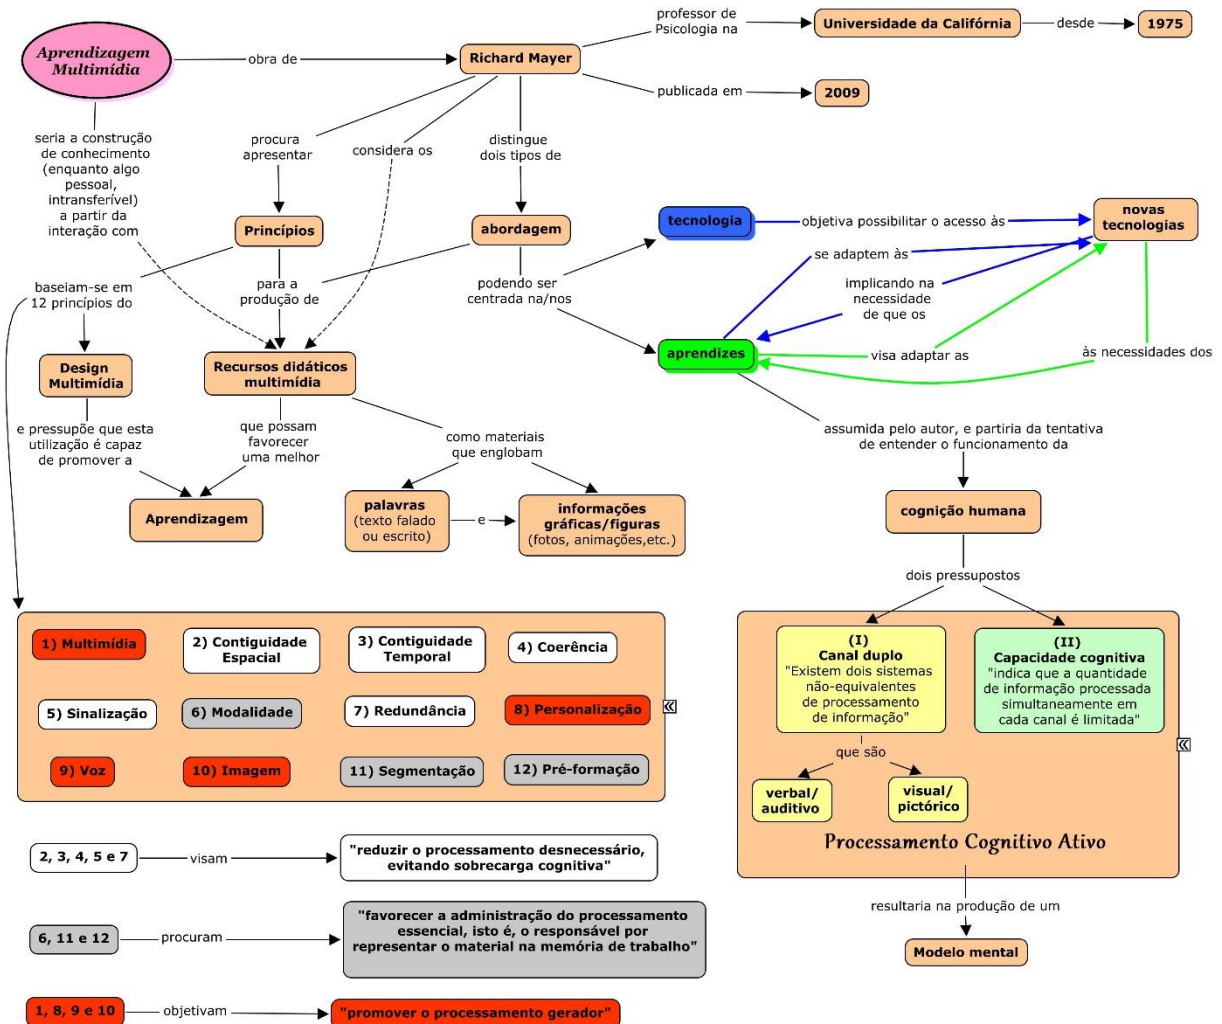 Aprendizagem
Multimídia
obra de
Richard Mayer
professor de
Psicologia na
Universidade da Califórnia
desde
1975
publicada em
2009
seria a construção
de conhecimento
(enquanto algo
pessoal,
intransferível)
a partir da
interação com
procura
apresentar
considera os
distingue
dois tipos de
Princípios
abordagem
tecnologia
objetiva possibilitar o acesso às
novas
tecnologias
se adaptem às
baseiam-se em
12 princípios do
para a
produção de
podendo ser
centrada na/nos
implicando na
necessidade
de que os
aprendizes
visa adaptar as
às necessidades dos
Design
Multimídia
Recursos didáticos
multimídia
e pressupõe que esta
utilização é capaz
de promover a
que possam
favorecer
uma melhor
como materiais
que englobam
assumida pelo autor, e partiria da tentativa
de entender o funcionamento da
Aprendizagem
palavras
(texto falado
ou escrito)
e
informações
gráficas/figuras
(fotos, animações,etc.)
cognição humana
dois pressupostos
1) Multimídia
2) Contiguidade
Espacial
3) Contiguidade
Temporal
4) Coerência
5) Sinalização
6) Modalidade
7) Redundância
8) Personalização
9) Voz
10) Imagem
11) Segmentação
12) Pré-formação
(I)
Canal duplo
"Existem dois sistemas
não-equivalentes
de processamento
de informação"
(II)
Capacidade cognitiva
"indica que a quantidade
de informação processada
simultaneamente em
cada canal é limitada"
que são
verbal/
auditivo
visual/
pictórico
Processamento Cognitivo Ativo
resultaria na produção de um
Modelo mental
2, 3, 4, 5 e 7
visam
"reduzir o processamento desnecessário,
evitando sobrecarga cognitiva"
6, 11 e 12
procuram
"favorecer a administração do processamento
essencial, isto é, o responsável por
representar o material na memória de trabalho"
1, 8, 9 e 10
objetivam
"promover o processamento gerador"